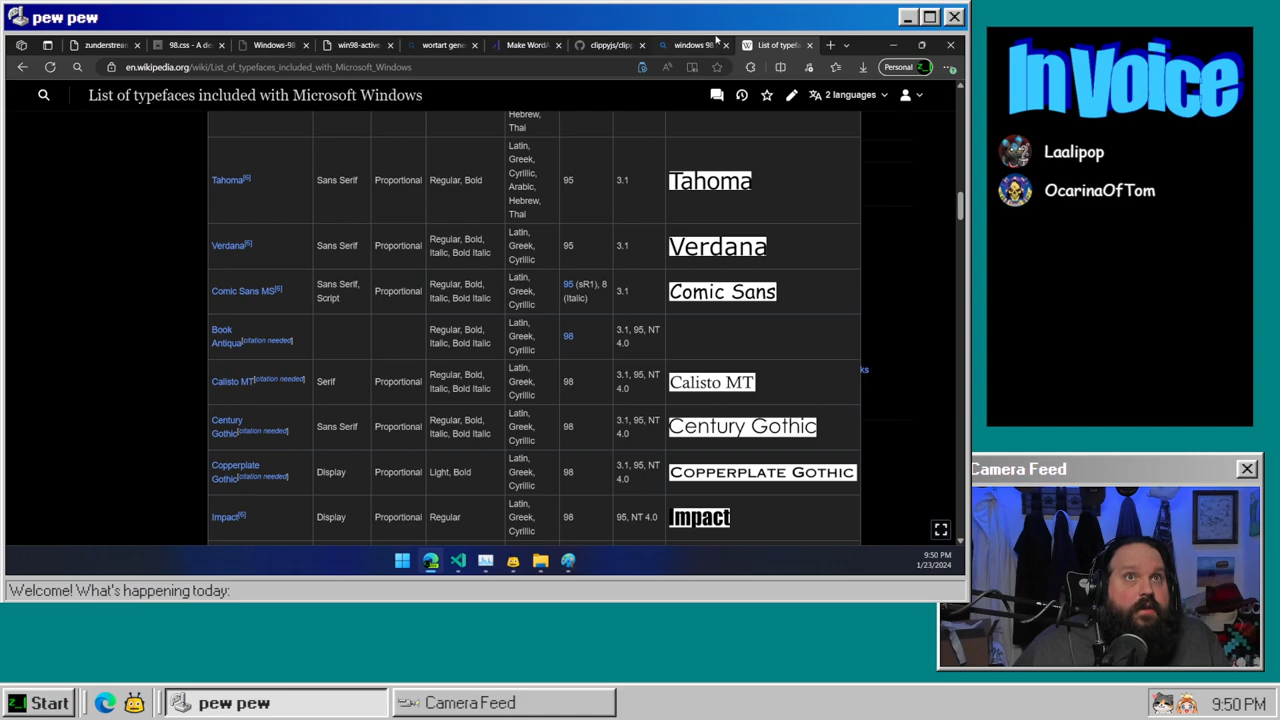 pew pew
zunderstream
98.css - A de
Windows-98
win98-active
wortart gene
Make WordA
clippyjs/clipp
windows 98
List of typef
en.wikipedia.org/wiki/List_of_typefaces_included_with_Microsoft_Windows
Personal
List of typefaces included with Microsoft Windows
2 languages
Hebrew,
Thai
Tahoma[6]
Sans Serif
Proportional
Regular, Bold
Latin,
Greek,
Cyrillic,
Arabic,
Hebrew,
Thai
95
3.1
Tahoma
Verdana[6]
Sans Serif
Proportional
Regular, Bold,
Italic, Bold Italic
Latin,
Greek,
Cyrillic
95
3.1
Verdana
Comic Sans MS[6]
Sans Serif,
Script
Proportional
Regular, Bold,
Italic, Bold Italic
Latin,
Greek,
Cyrillic
95 (sR1), 8
(Italic)
3.1
Comic Sans
Book
Antiqua[citation needed]
Regular, Bold,
Italic, Bold Italic
Latin,
Greek,
Cyrillic
98
3.1, 95, NT
4.0
Calisto MT[citation needed]
Serif
Proportional
Regular, Bold,
Italic, Bold Italic
Latin,
Greek,
Cyrillic
98
3.1, 95, NT
4.0
Calisto MT
ks
Century
Gothic[citation needed]
Sans Serif
Proportional
Regular, Bold,
Italic, Bold Italic
Latin,
Greek,
Cyrillic
98
3.1, 95, NT
4.0
Century Gothic
Copperplate
Gothic[citation needed]
Display
Proportional
Light, Bold
Latin,
Greek,
Cyrillic
98
3.1, 95, NT
4.0
Copperplate Gothic
Impact[6]
Display
Proportional
Regular
Latin,
Greek,
Cyrillic
98
95, NT 4.0
Impact
9:50 PM
1/23/2024
Welcome! What's happening today:
In Voice
Laalipop
OcarinaOfTom
Camera Feed
Start
pew pew
Camera Feed
9:50 PM